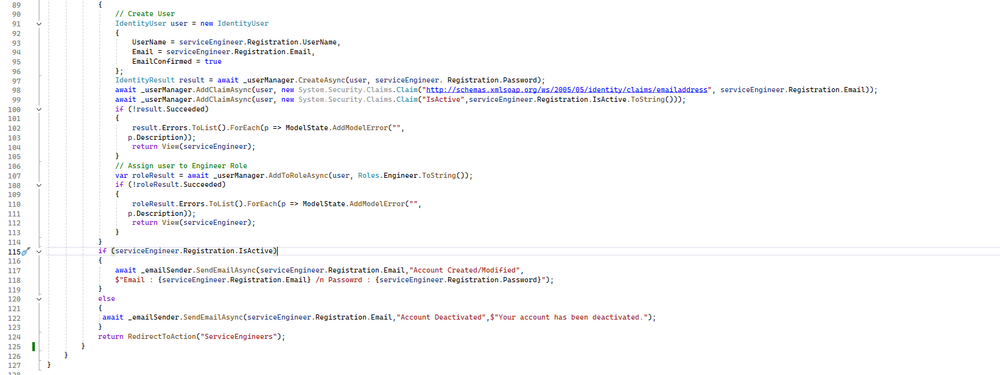 89 {
90 // Create User
91 IdentityUser user = new IdentityUser
92 {
93 UserName = serviceEngineer.Registration.UserName,
94 Email = serviceEngineer.Registration.Email,
95 EmailConfirmed = true
96 };
97 IdentityResult result = await _userManager.CreateAsync(user, serviceEngineer. Registration.Password);
98 await _userManager.AddClaimAsync(user, new System.Security.Claims.Claim("http://schemas.xmlsoap.org/ws/2005/05/identity/claims/emailaddress", serviceEngineer.Registration.Email));
99 await _userManager.AddClaimAsync(user, new System.Security.Claims.Claim("IsActive",serviceEngineer.Registration.IsActive.ToString()));
100 if (!result.Succeeded)
101 {
102 result.Errors.ToList().ForEach(p => ModelState.AddModelError("",
103 p.Description));
104 return View(serviceEngineer);
105 }
106 // Assign user to Engineer Role
107 var roleResult = await _userManager.AddToRoleAsync(user, Roles.Engineer.ToString());
108 if (!roleResult.Succeeded)
109 {
110 roleResult.Errors.ToList().ForEach(p => ModelState.AddModelError("",
111 p.Description));
112 return View(serviceEngineer);
113 }
114 }
115 if (serviceEngineer.Registration.IsActive)
116 {
117 await _emailSender.SendEmailAsync(serviceEngineer.Registration.Email,"Account Created/Modified",
118 $"Email : {serviceEngineer.Registration.Email} /n Passowrd : {serviceEngineer.Registration.Password}");
119 }
120 else
121 {
122 await _emailSender.SendEmailAsync(serviceEngineer.Registration.Email,"Account Deactivated",$"Your account has been deactivated.");
123 }
124 return RedirectToAction("ServiceEngineers");
125 }
126 }
127 }